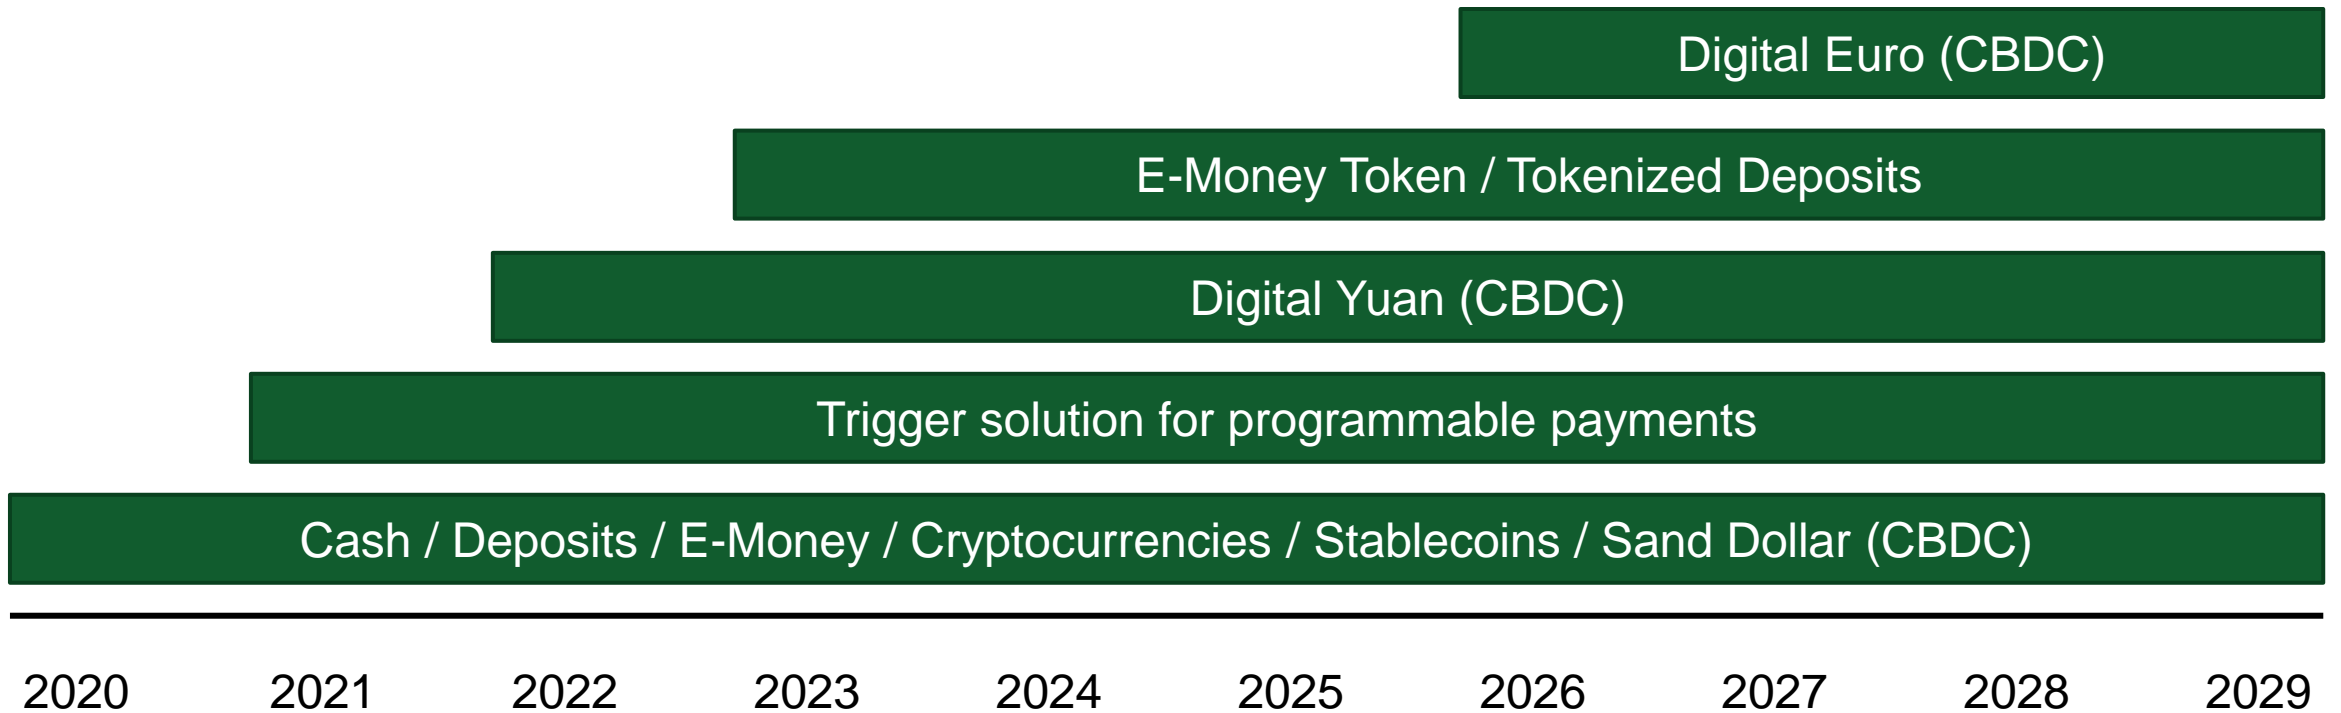 Digital Euro (CBDC)
E-Money Token / Tokenized Deposits
Digital Yuan (CBDC)
Trigger solution for programmable payments
Cash / Deposits / E-Money / Cryptocurrencies / Stablecoins / Sand Dollar (CBDC)
2020 2021 2022 2023 2024 2025 2026 2027 2028 2029